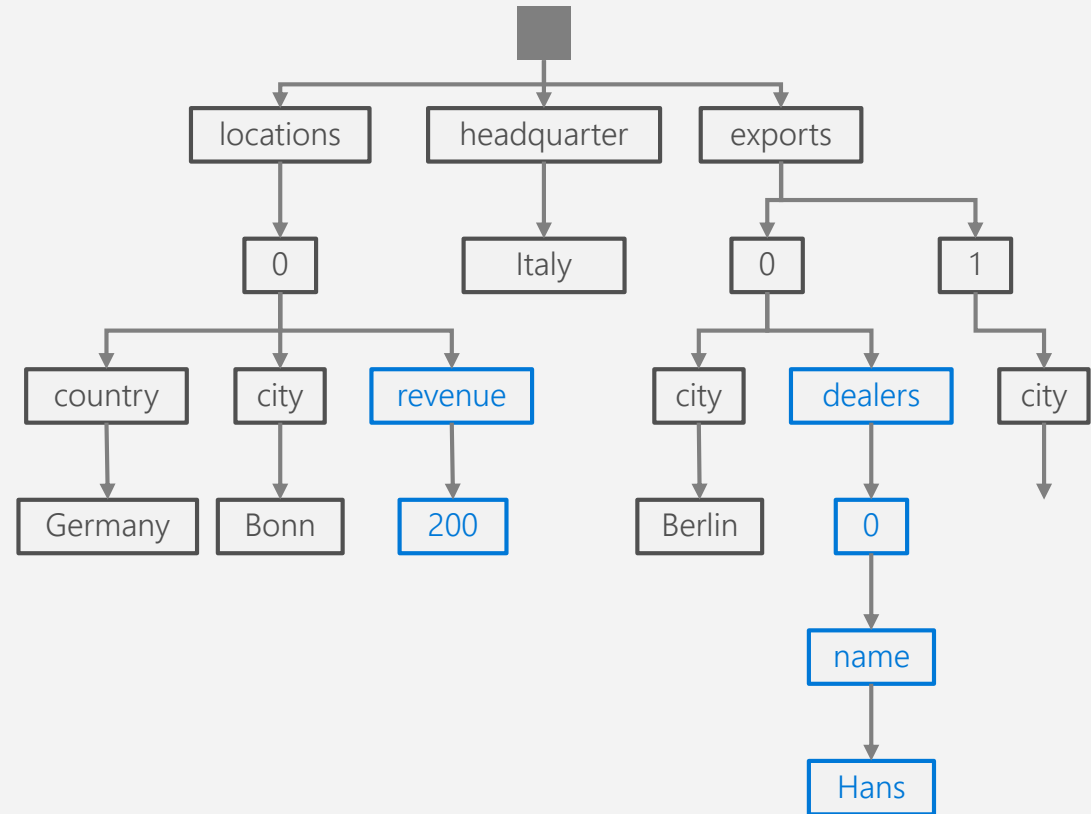 locations headquarter exports
0 Italy 0 1
country city revenue city dealers city
Germany Bonn 200 Berlin 0
name
Hans